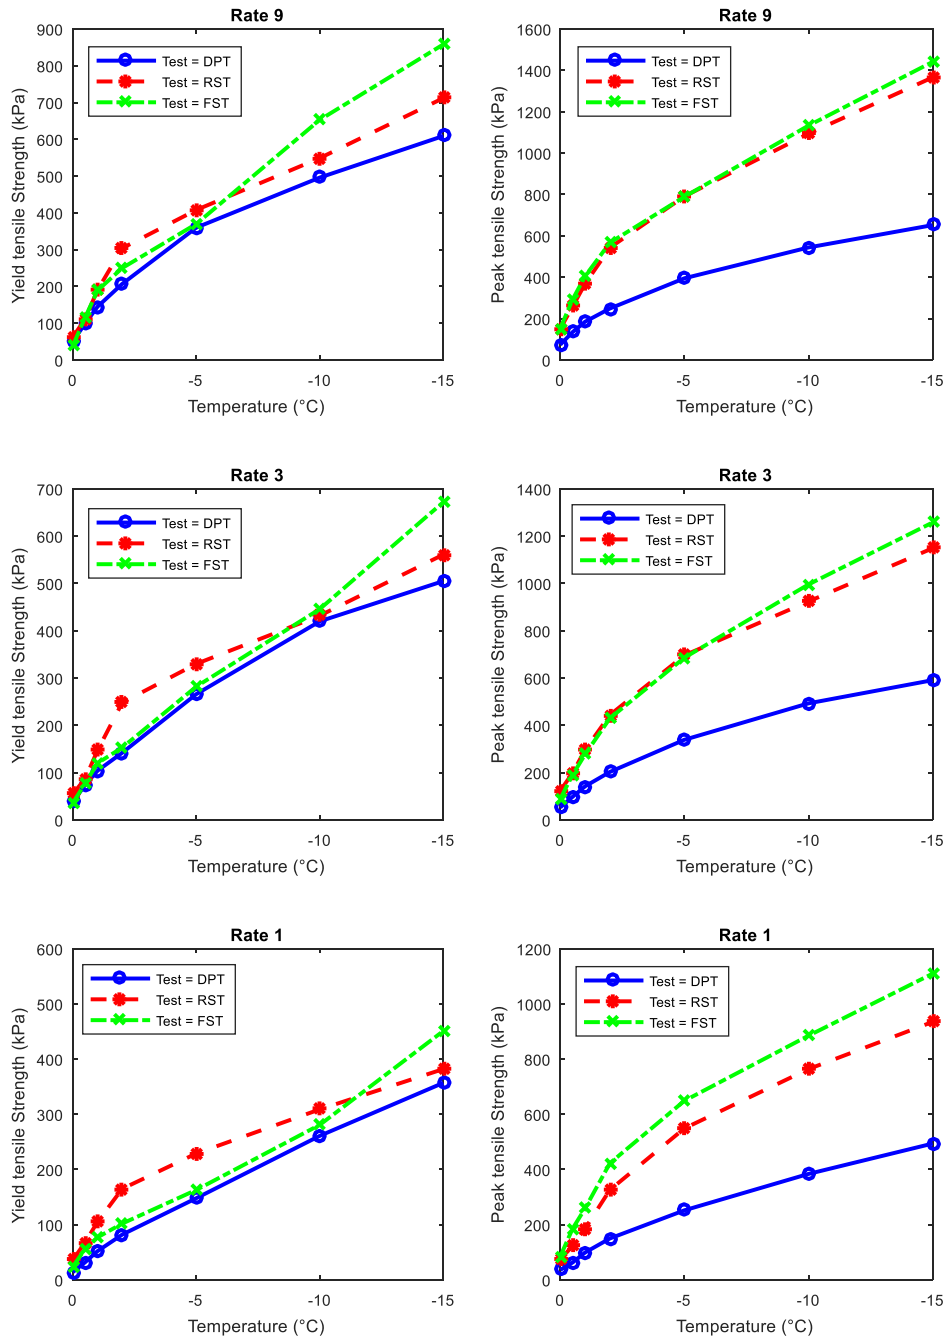 Rate 9
Yield tensile Strength (kPa)
900
800
700
600
500
400
300
200
100
0
Test = DPT
Test = RST
Test = FST
0 -5 -10 -15
Temperature (°C)
Rate 9
Peak tensile Strength (kPa)
1600
1400
1200
1000
800
600
400
200
0
Test = DPT
Test = RST
Test = FST
0 -5 -10 -15
Temperature (°C)
Rate 3
Yield tensile Strength (kPa)
700
600
500
400
300
200
100
0
Test = DPT
Test = RST
Test = FST
0 -5 -10 -15
Temperature (°C)
Rate 3
Peak tensile Strength (kPa)
1400
1200
1000
800
600
400
200
0
Test = DPT
Test = RST
Test = FST
0 -5 -10 -15
Temperature (°C)
Rate 1
Yield tensile Strength (kPa)
600
500
400
300
200
100
0
Test = DPT
Test = RST
Test = FST
0 -5 -10 -15
Temperature (°C)
Rate 1
Peak tensile Strength (kPa)
1200
1000
800
600
400
200
0
Test = DPT
Test = RST
Test = FST
0 -5 -10 -15
Temperature (°C)